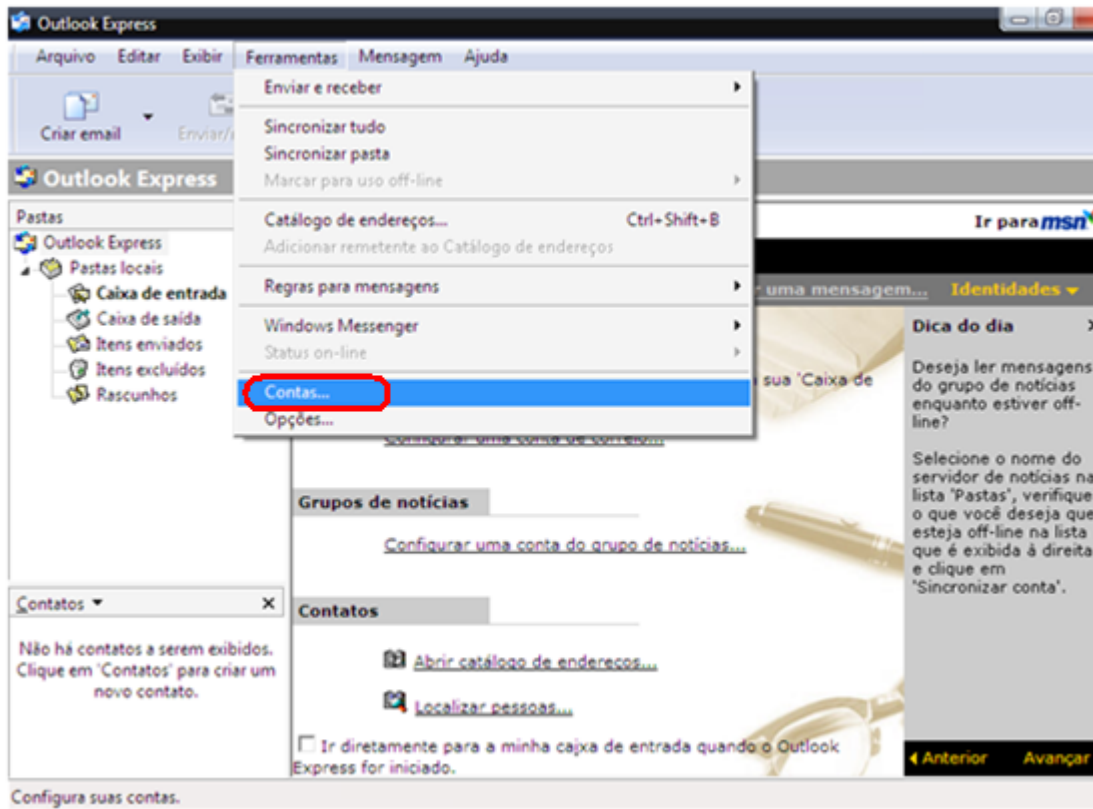 Outlook Express
Arquivo Editar Exibir Ferramentas Mensagem Ajuda
Criar email
Enviar/
Enviar e receber
Sincronizar tudo
Sincronizar pasta
Marcar para uso off-line
Catálogo de endereços... Ctrl+Shift+B
Adicionar remetente ao Catálogo de endereços
Regras para mensagens
Windows Messenger
Status on-line
Contas...
Opções...
Outlook Express
Pastas
Outlook Express
Pastas locais
Caixa de entrada
Caixa de saída
Itens enviados
Itens excluídos
Rascunhos
Ir para msn
uma mensagem... Identidades
sua 'Caixa de
Configurar uma conta de correio...
Grupos de notícias
Configurar uma conta do grupo de notícias...
Contatos
Abrir catálogo de endereços...
Localizar pessoas...
Ir diretamente para a minha caixa de entrada quando o Outlook
Express for iniciado.
Dica do dia
Deseja ler mensagens
do grupo de notícias
enquanto estiver off-
line?
Selecione o nome do
servidor de notícias na
lista 'Pastas', verifique
o que você deseja que
esteja off-line na lista
que é exibida à direita
e clique em
'Sincronizar conta'.
Anterior Avançar
Contatos
Não há contatos a serem exibidos.
Clique em 'Contatos' para criar um
novo contato.
Configura suas contas.